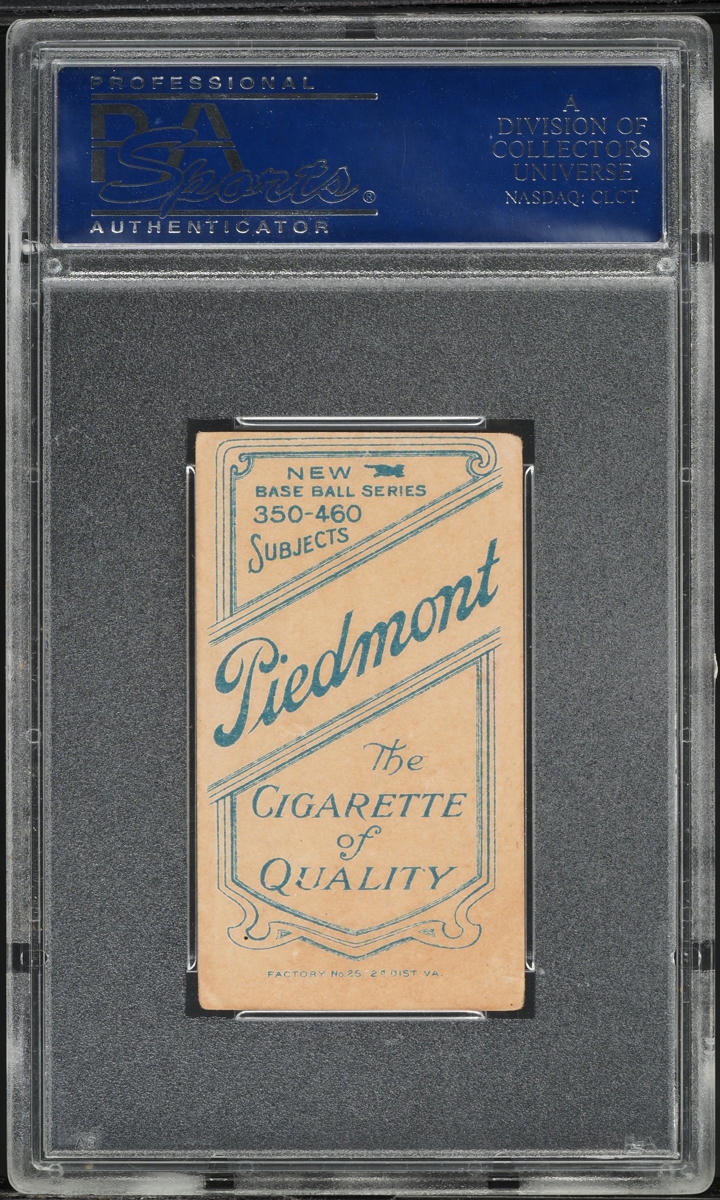 PROFESSIONAL
PSA
Sports®
AUTHENTICATOR
A
DIVISION OF
COLLECTORS
UNIVERSE
NASDAQ: CLCT
NEW
BASE BALL SERIES
350-460
SUBJECTS
Piedmont
The
CIGARETTE
of
QUALITY
FACTORY No 25 2d DIST VA.